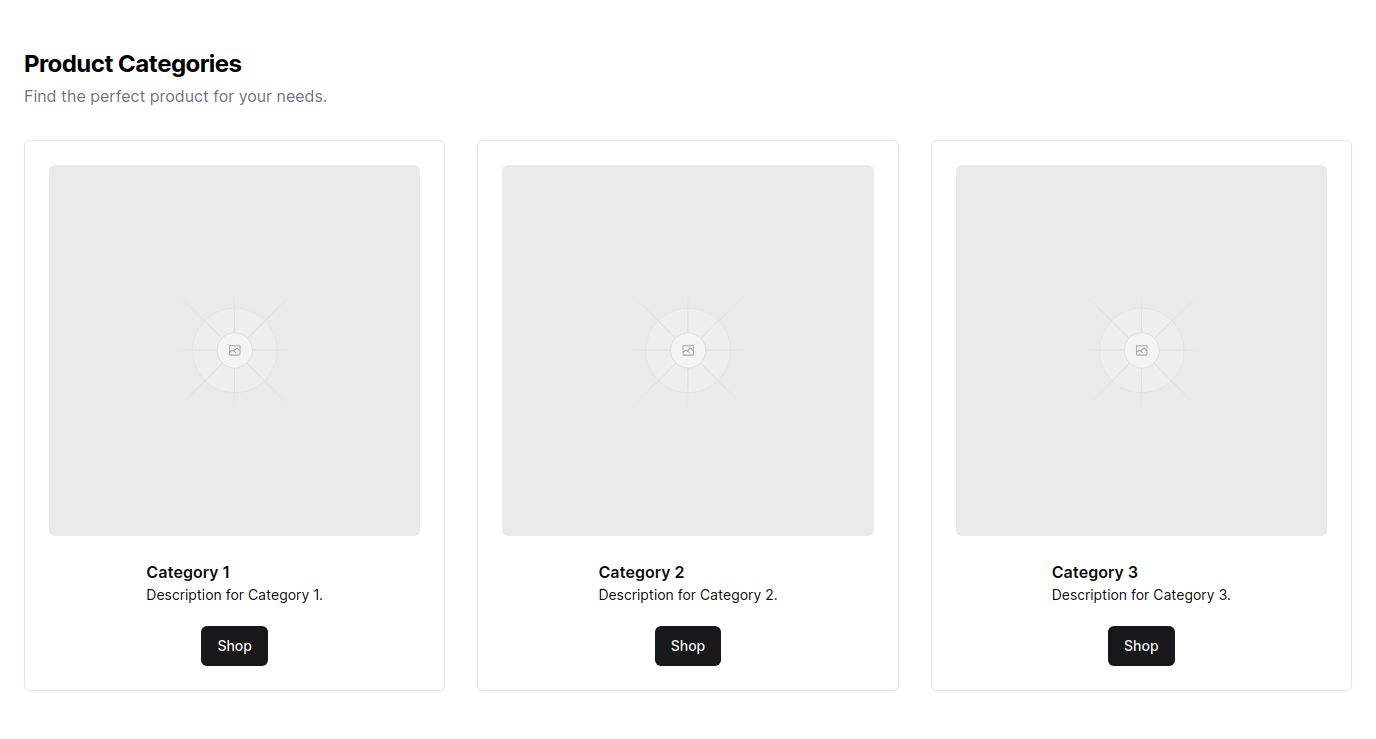 Product Categories
Find the perfect product for your needs.
Category 1
Description for Category 1.
Shop
Category 2
Description for Category 2.
Shop
Category 3
Description for Category 3.
Shop